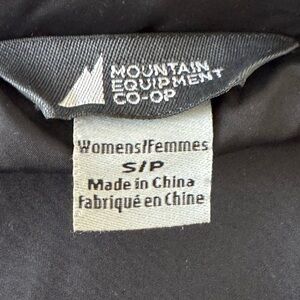 MOUNTAIN
EQUIPMENT
CO-OP
Womens/Femmes
S/P
Made in China
Fabriqué en Chine